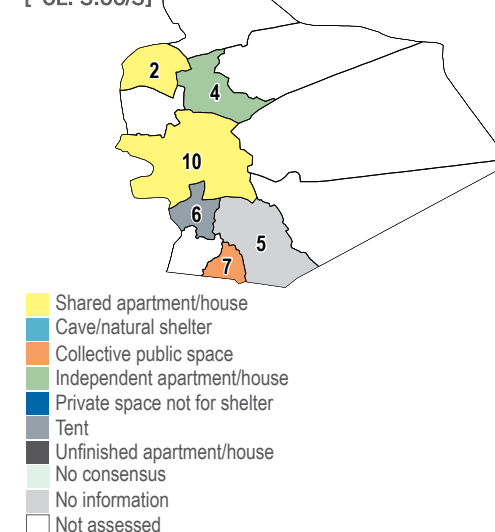 2
4
10
6
5
7
Shared apartment/house
Cave/natural shelter
Collective public space
Independent apartment/house
Private space not for shelter
Tent
Unfinished apartment/house
No consensus
No information
Not assessed